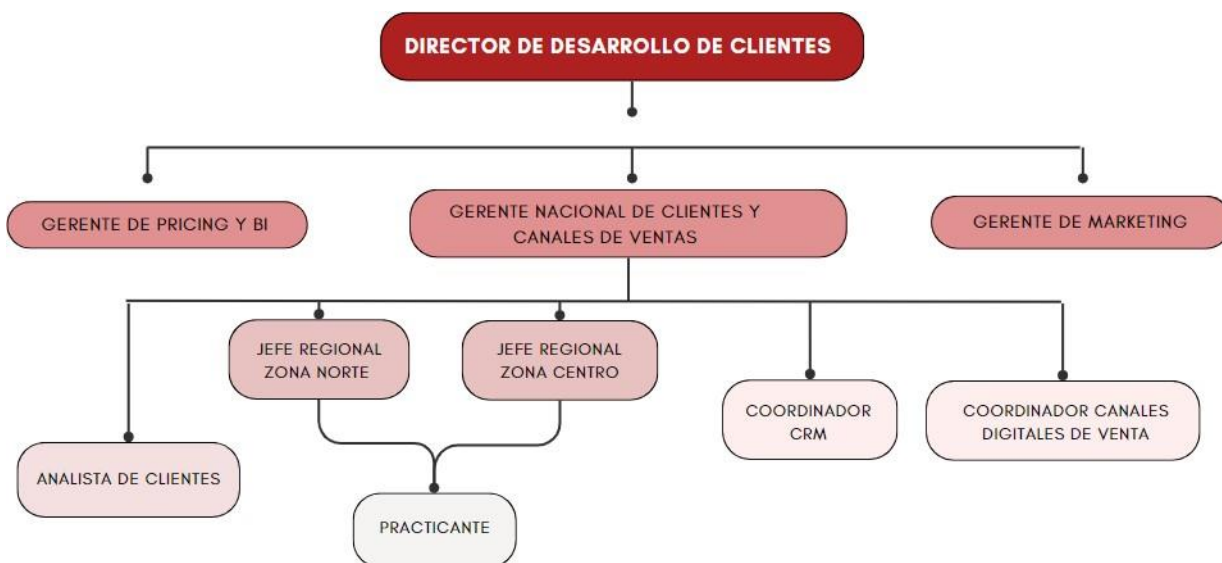 DIRECTOR DE DESARROLLO DE CLIENTES
GERENTE DE PRICING Y BI
GERENTE NACIONAL DE CLIENTES Y
CANALES DE VENTAS
GERENTE DE MARKETING
JEFE REGIONAL
ZONA NORTE
JEFE REGIONAL
ZONA CENTRO
COORDINADOR
CRM
COORDINADOR CANALES
DIGITALES DE VENTA
ANALISTA DE CLIENTES
PRACTICANTE